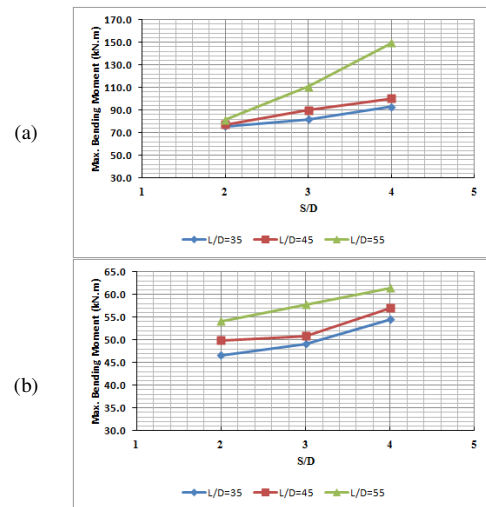 (a)
Max. Bending Moment (kN.m)
170.0
150.0
130.0
110.0
90.0
70.0
50.0
30.0
1 2 3 4 5
S/D
L/D=35 L/D=45 L/D=55
(b)
Max. Bending Moment (kN.m)
65.0
60.0
55.0
50.0
45.0
40.0
35.0
30.0
1 2 3 4 5
S/D
L/D=35 L/D=45 L/D=55